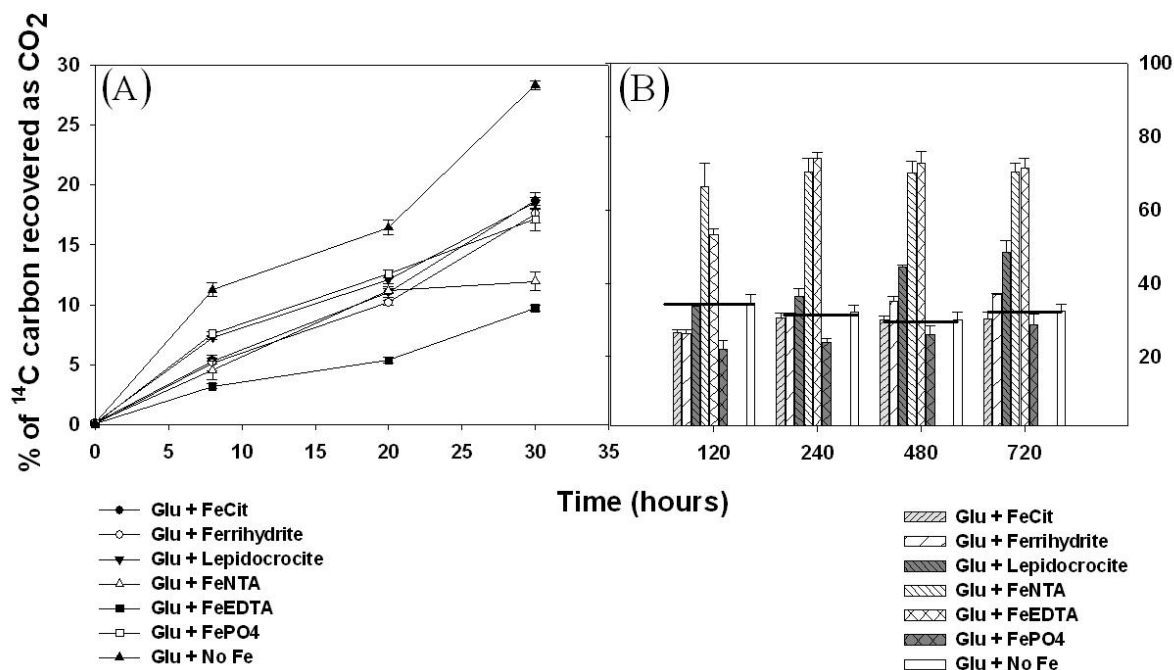 % of 14C carbon recovered as CO2
(A)
30
25
20
15
10
5
0
0 5 10 15 20 25 30 35
(B)
100
80
60
40
20
120 240 480 720
Time (hours)
Glu + FeCit
Glu + Ferrihydrite
Glu + Lepidocrocite
Glu + FeNTA
Glu + FeEDTA
Glu + FePO4
Glu + No Fe
Glu + FeCit
Glu + Ferrihydrite
Glu + Lepidocrocite
Glu + FeNTA
Glu + FeEDTA
Glu + FePO4
Glu + No Fe